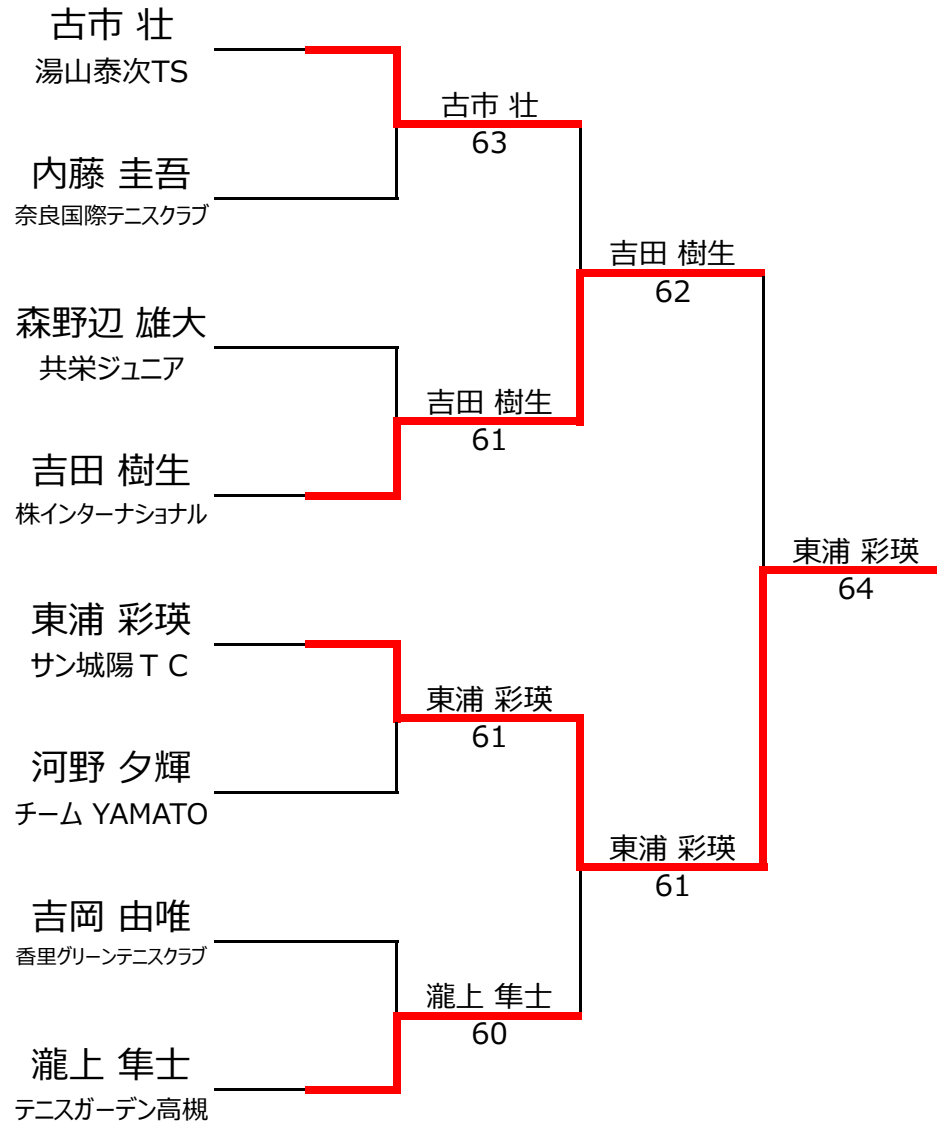 古市 壮
湯山泰次TS
古市 壮
63
内藤 圭吾
奈良国際テニスクラブ
吉田 樹生
62
森野辺 雄大
共栄ジュニア
吉田 樹生
61
吉田 樹生
株インターナショナル
東浦 彩瑛
64
東浦 彩瑛
サン城陽ＴＣ
東浦 彩瑛
61
河野 夕輝
チーム YAMATO
東浦 彩瑛
61
吉岡 由唯
香里グリーンテニスクラブ
瀧上 隼士
60
瀧上 隼士
テニスガーデン高槻